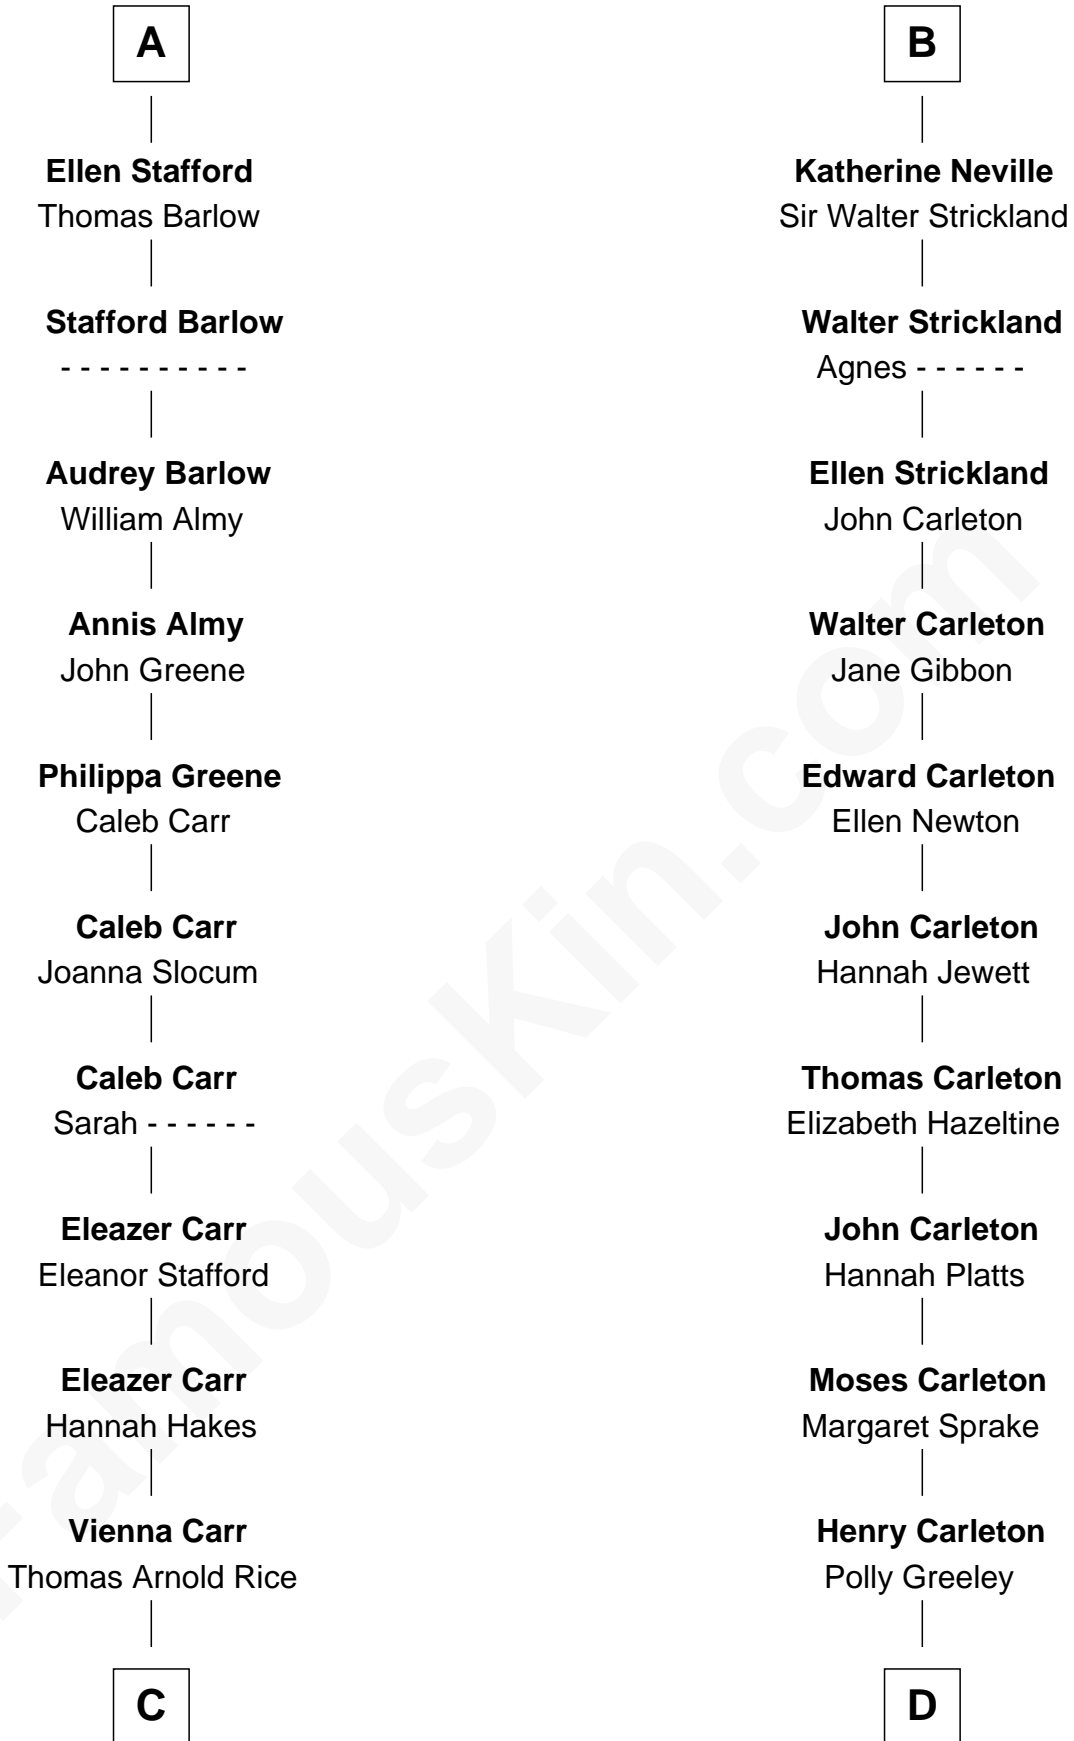 A
Ellen Stafford
Thomas Barlow
Stafford Barlow
- - - - - - - - - -
Audrey Barlow
William Almy
Annis Almy
John Greene
Philippa Greene
Caleb Carr
Caleb Carr
Joanna Slocum
Caleb Carr
Sarah - - - - - -
Eleazer Carr
Eleanor Stafford
Eleazer Carr
Hannah Hakes
Vienna Carr
Thomas Arnold Rice
C
B
Katherine Neville
Sir Walter Strickland
Walter Strickland
Agnes - - - - - -
Ellen Strickland
John Carleton
Walter Carleton
Jane Gibbon
Edward Carleton
Ellen Newton
John Carleton
Hannah Jewett
Thomas Carleton
Elizabeth Hazeltine
John Carleton
Hannah Platts
Moses Carleton
Margaret Sprake
Henry Carleton
Polly Greeley
D
FamousKin.com